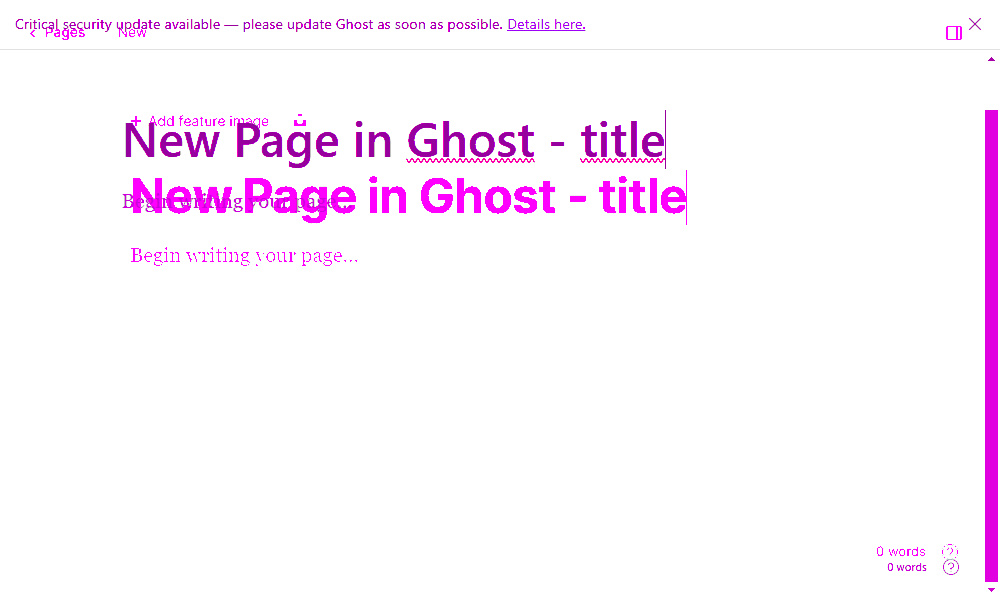 Critical security update available — please update Ghost as soon as possible. Details here.
Pages New
Add feature image
New Page in Ghost - title
New Page in Ghost - title
Begin writing your page...
Begin writing your page...
0 words
0 words